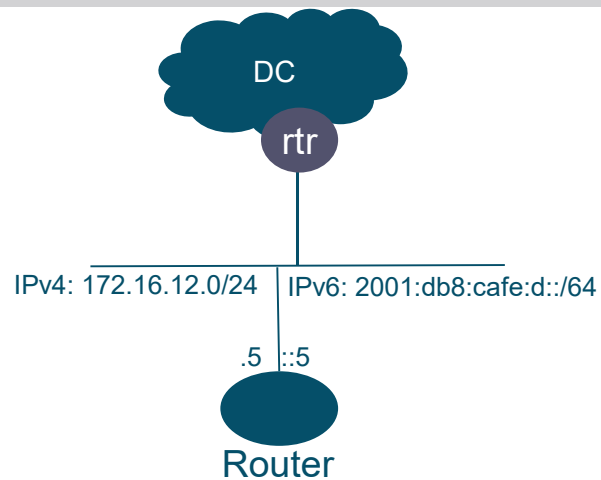 DC
rtr
IPv4: 172.16.12.0/24 IPv6: 2001:db8:cafe:d::/64
.5 ::5
Router